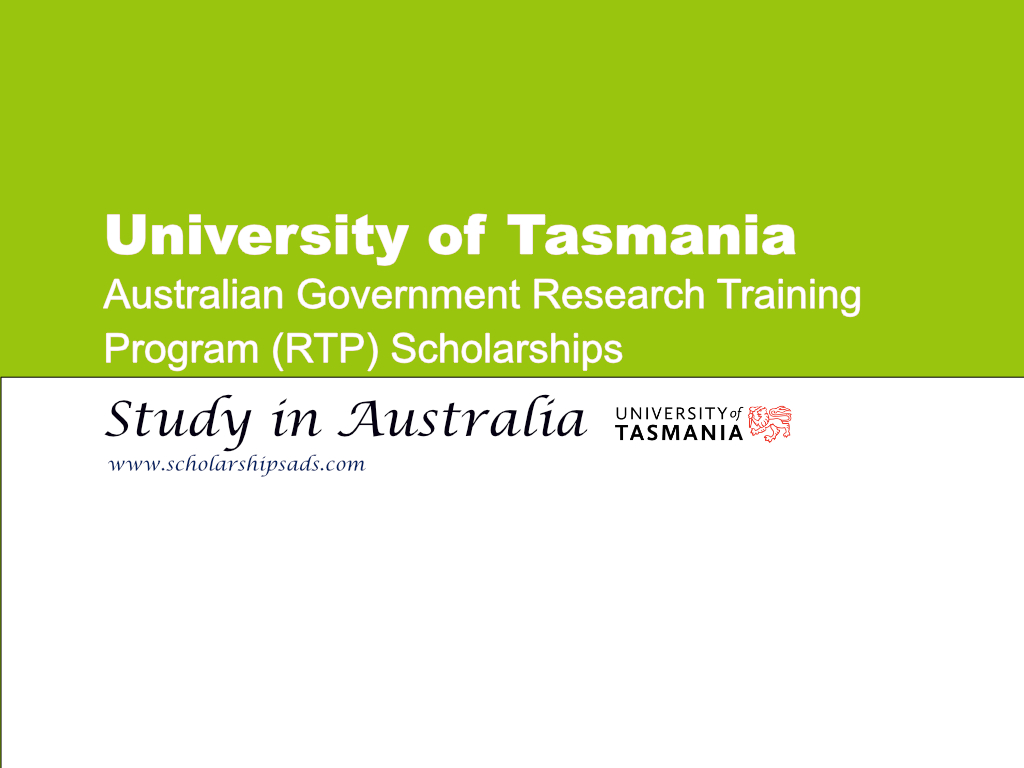 University of Tasmania
Australian Government Research Training
Program (RTP) Scholarships
Study in Australia
UNIVERSITY of
TASMANIA
www.scholarshipsads.com